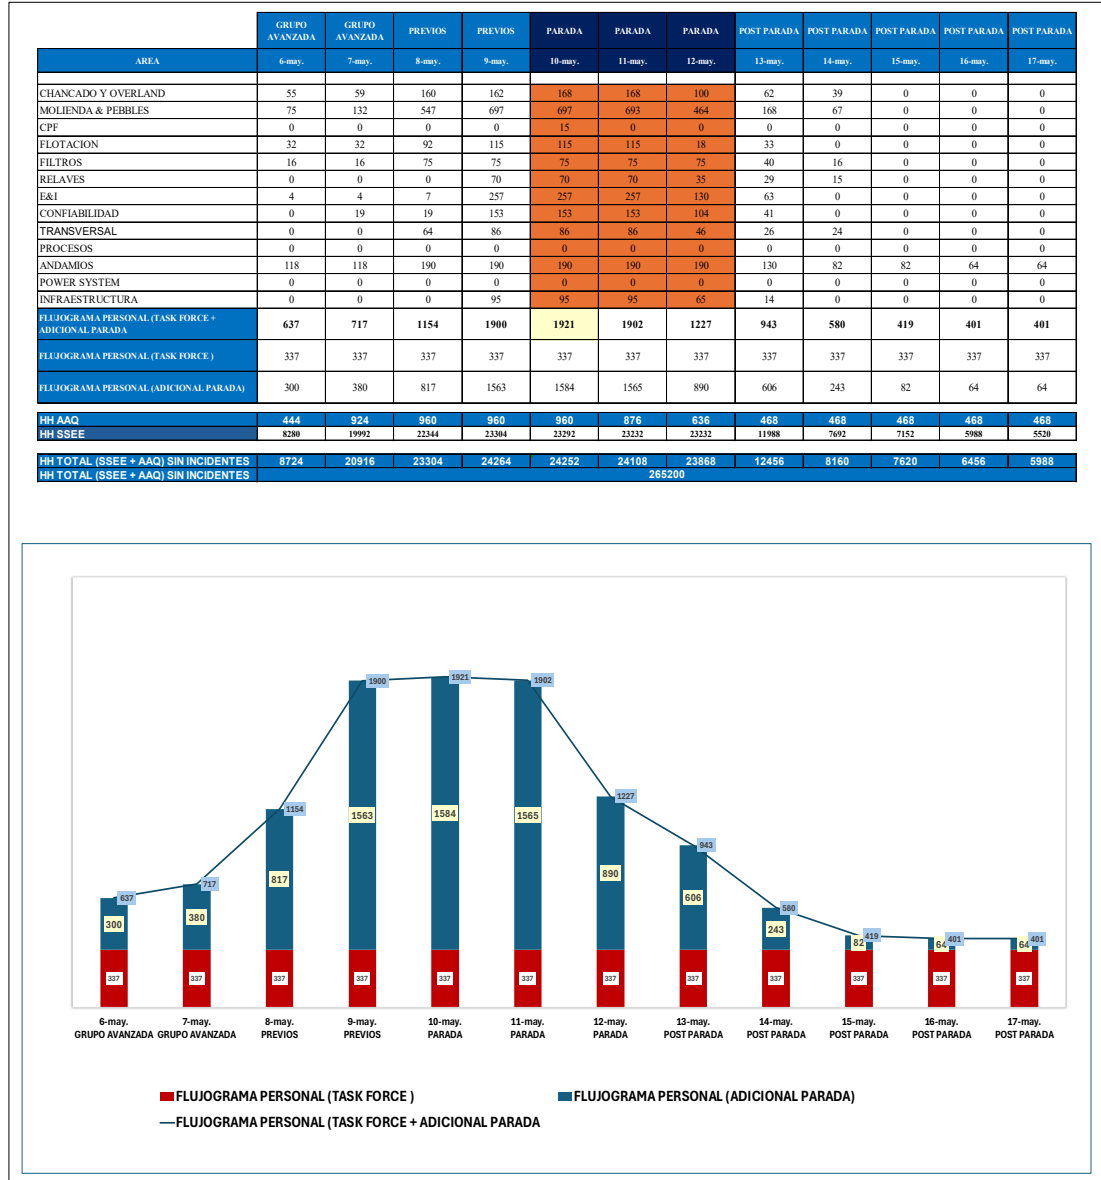 GRUPO AVANZADA GRUPO AVANZADA PREVIOS PREVIOS PARADA PARADA PARADA POST PARADA POST PARADA POST PARADA POST PARADA POST PARADA
AREA 6-may. 7-may. 8-may. 9-may. 10-may. 11-may. 12-may. 13-may. 14-may. 15-may. 16-may. 17-may.
CHANCADO Y OVERLAND 55 59 160 162 168 168 100 62 39 0 0 0
MOLIENDA & PEBBLES 75 132 547 697 697 693 464 168 67 0 0 0
CPF 0 0 0 0 15 0 0 0 0 0 0 0
FLOTACION 32 32 92 115 115 115 18 33 0 0 0 0
FILTROS 16 16 75 75 75 75 75 40 16 0 0 0
RELAVES 0 0 0 70 70 70 35 29 15 0 0 0
E&I 4 4 7 257 257 257 130 63 0 0 0 0
CONFIABILIDAD 0 19 19 153 153 153 104 41 0 0 0 0
TRANSVERSAL 0 0 64 86 86 86 46 26 24 0 0 0
PROCESOS 0 0 0 0 0 0 0 0 0 0 0 0
ANDAMIOS 118 118 190 190 190 190 190 130 82 82 64 64
POWER SYSTEM 0 0 0 0 0 0 0 0 0 0 0 0
INFRAESTRUCTURA 0 0 0 95 95 95 65 14 0 0 0 0
FLUJOGRAMA PERSONAL (TASK FORCE + ADICIONAL PARADA 637 717 1154 1900 1921 1902 1227 943 580 419 401 401
FLUJOGRAMA PERSONAL (TASK FORCE ) 337 337 337 337 337 337 337 337 337 337 337 337
FLUJOGRAMA PERSONAL (ADICIONAL PARADA) 300 380 817 1563 1584 1565 890 606 243 82 64 64
HH AAQ 444 924 960 960 960 876 636 468 468 468 468 468
HH SSEE 8280 19992 22344 23304 23292 23232 23232 11988 7692 7152 5988 5520
HH TOTAL (SSEE + AAQ) SIN INCIDENTES 8724 20916 23304 24264 24252 24108 23868 12456 8160 7620 6456 5988
HH TOTAL (SSEE + AAQ) SIN INCIDENTES 265200
637 717 1154 1900 1921 1902 1227 943 580 419 401 401
300 380 817 1563 1584 1565 890 606 243 82 64 64
337 337 337 337 337 337 337 337 337 337 337 337
6-may. 7-may. 8-may. 9-may. 10-may. 11-may. 12-may. 13-may. 14-may. 15-may. 16-may. 17-may.
GRUPO AVANZADA GRUPO AVANZADA PREVIOS PREVIOS PARADA PARADA PARADA POST PARADA POST PARADA POST PARADA POST PARADA POST PARADA
FLUJOGRAMA PERSONAL (TASK FORCE ) FLUJOGRAMA PERSONAL (ADICIONAL PARADA)
FLUJOGRAMA PERSONAL (TASK FORCE + ADICIONAL PARADA